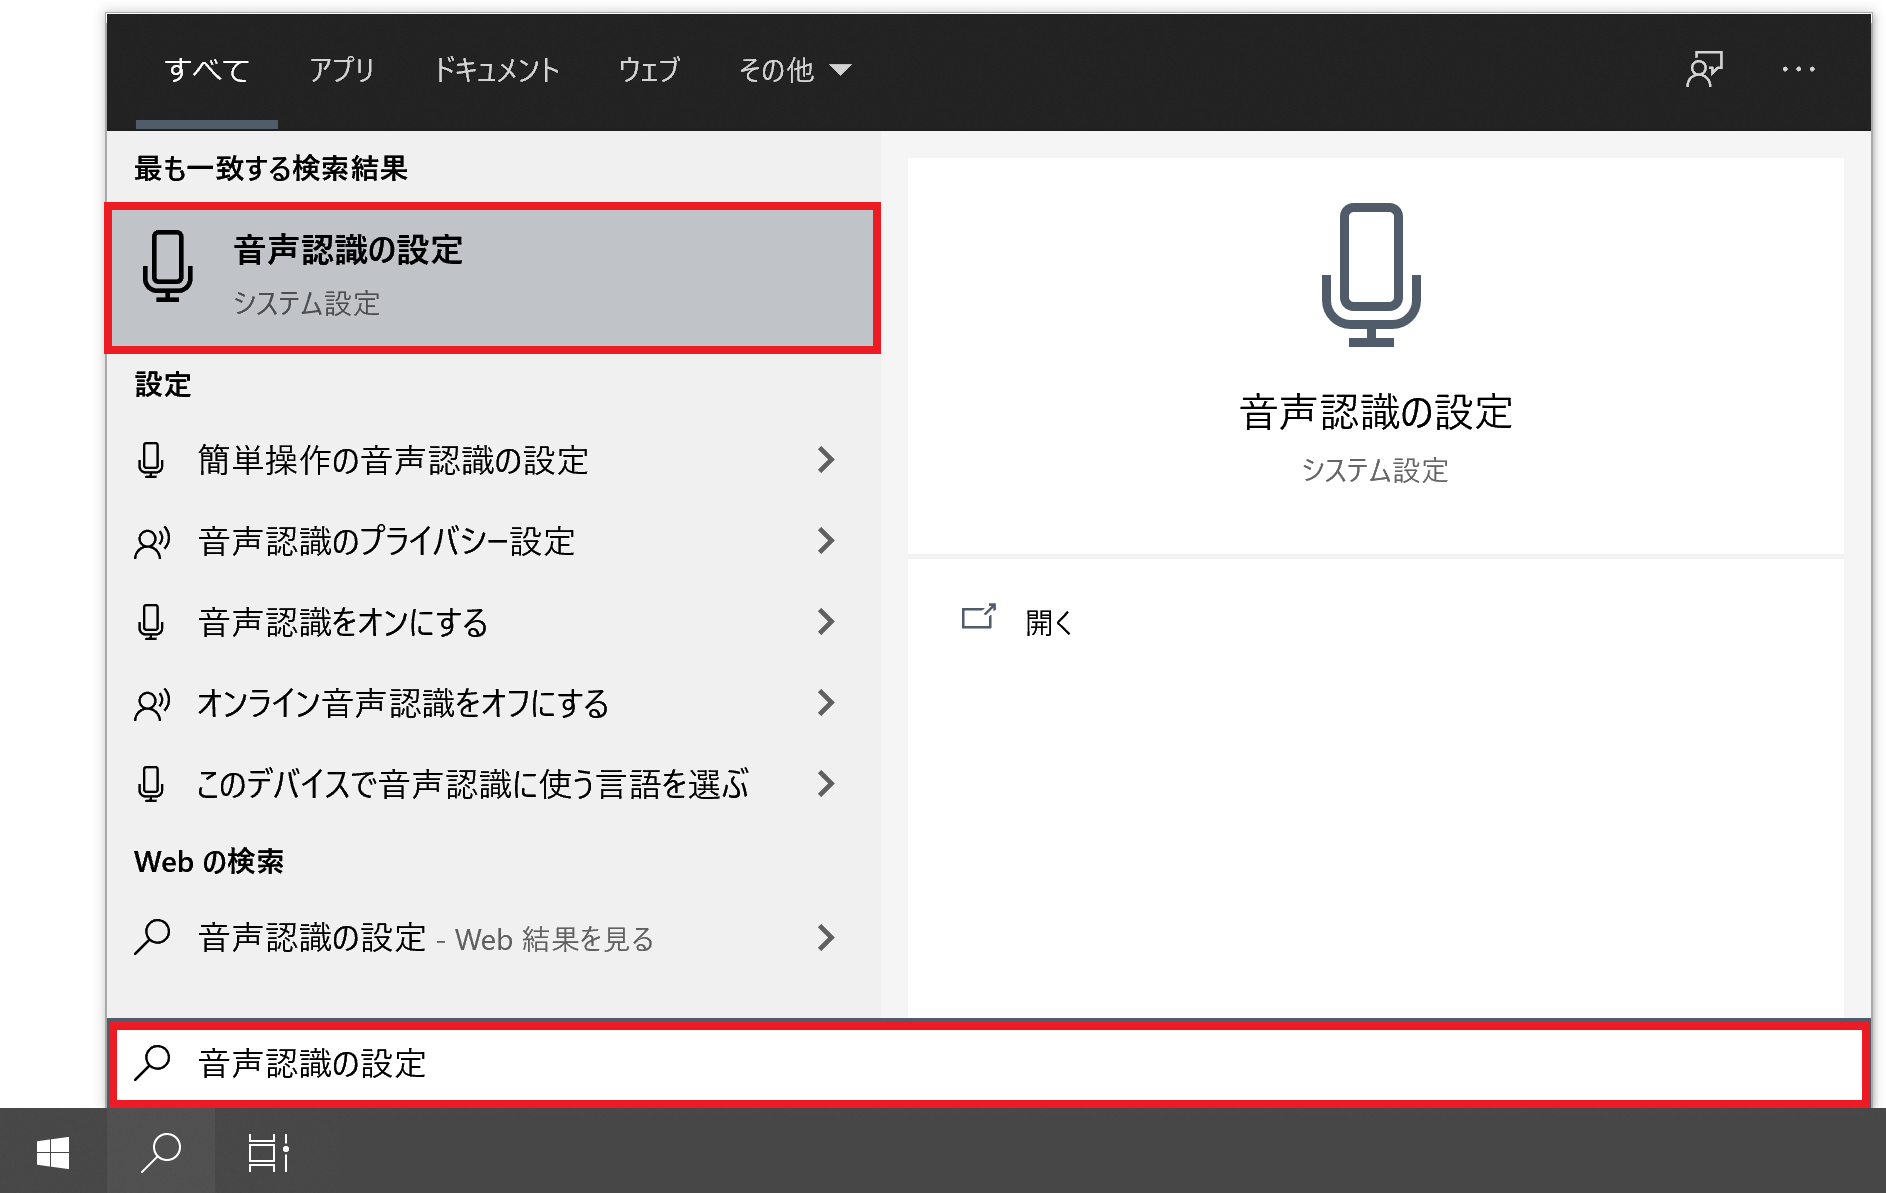 すべて アプリ ドキュメント ウェブ その他
最も一致する検索結果
音声認識の設定
システム設定
設定
簡単操作の音声認識の設定
音声認識のプライバシー設定
音声認識をオンにする
オンライン音声認識をオフにする
このデバイスで音声認識に使う言語を選ぶ
Web の検索
音声認識の設定 - Web 結果を見る
音声認識の設定
システム設定
開く
音声認識の設定